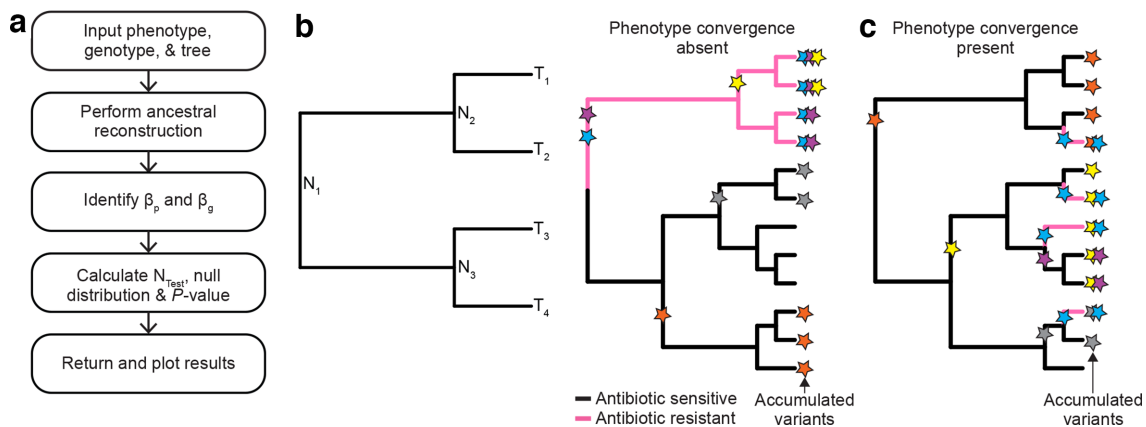 a
Input phenotype,
genotype, & tree
Perform ancestral
reconstruction
Identify βp and βg
Calculate NTest, null
distribution & P-value
Return and plot results
b
N1
N2
N3
T1
T2
T3
T4
Phenotype convergence
absent
Antibiotic sensitive
Antibiotic resistant
Accumulated
variants
c
Phenotype convergence
present
Accumulated
variants